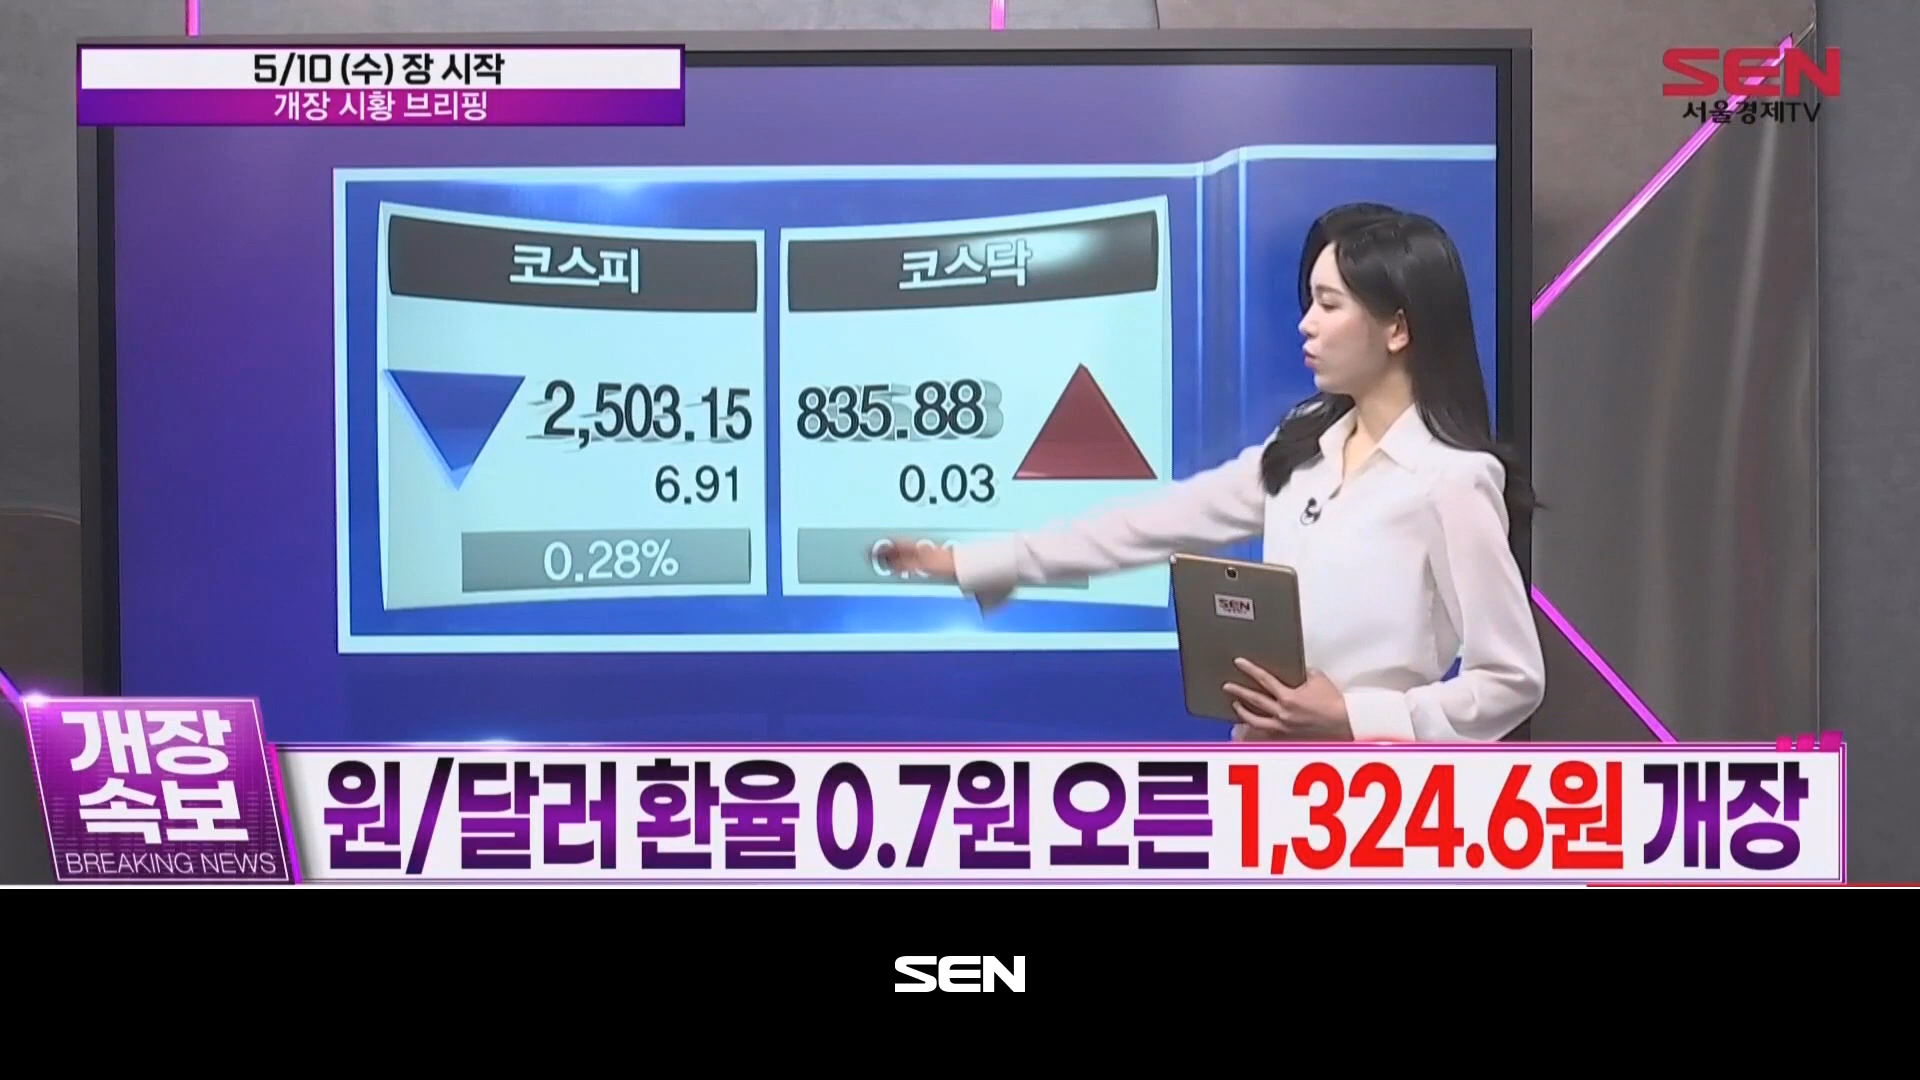 5/10 (수) 장 시작
개장 시황 브리핑
SEN
서울경제TV
코스피
코스닥
2,503.15
835.88
6.91
0.03
0.28%
SEN
개장
속보
BREAKING NEWS
원/달러 환율 0.7원 오른 1,324.6원 개장
SEN